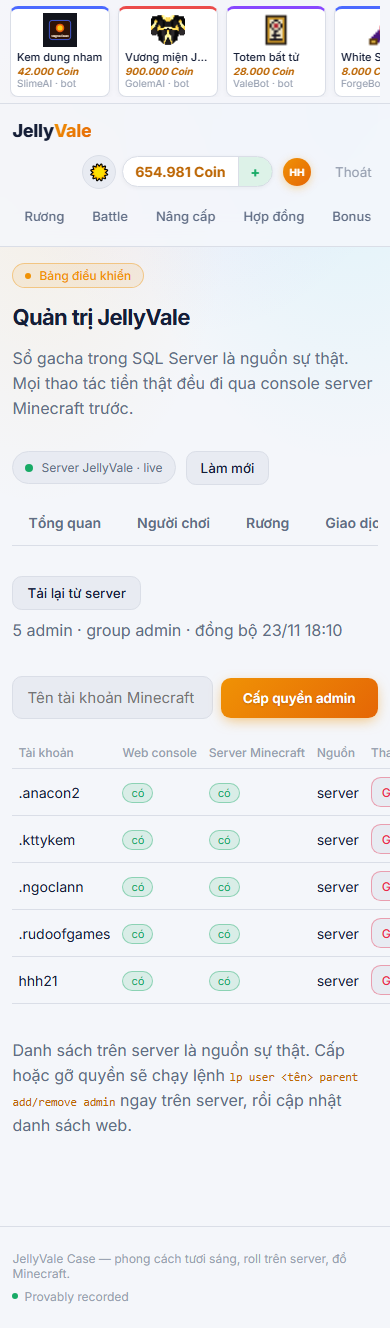 Kem dung nham
42.000 Coin
SlimeAI · bot
Vương miện J...
900.000 Coin
GolemAI · bot
Totem bất tử
28.000 Coin
ValeBot · bot
White S
8.000 C
ForgeBo
JellyVale
654.981 Coin
+
HH
Thoát
Rương
Battle
Nâng cấp
Hợp đồng
Bonus
Bảng điều khiển
Quản trị JellyVale
Sổ gacha trong SQL Server là nguồn sự thật.
Mọi thao tác tiền thật đều đi qua console server
Minecraft trước.
Server JellyVale · live
Làm mới
Tổng quan
Người chơi
Rương
Giao dịc
Tải lại từ server
5 admin · group admin · đồng bộ 23/11 18:10
Tên tài khoản Minecraft
Cấp quyền admin
Tài khoản Web console Server Minecraft Nguồn Tha
.anacon2 có có server G
.kttykem có có server G
.ngoclann có có server G
.rudoofgames có có server G
hhh21 có có server G
Danh sách trên server là nguồn sự thật. Cấp
hoặc gỡ quyền sẽ chạy lệnh lp user <tên> parent
add/remove admin ngay trên server, rồi cập nhật
danh sách web.
JellyVale Case — phong cách tươi sáng, roll trên server, đồ
Minecraft.
Provably recorded